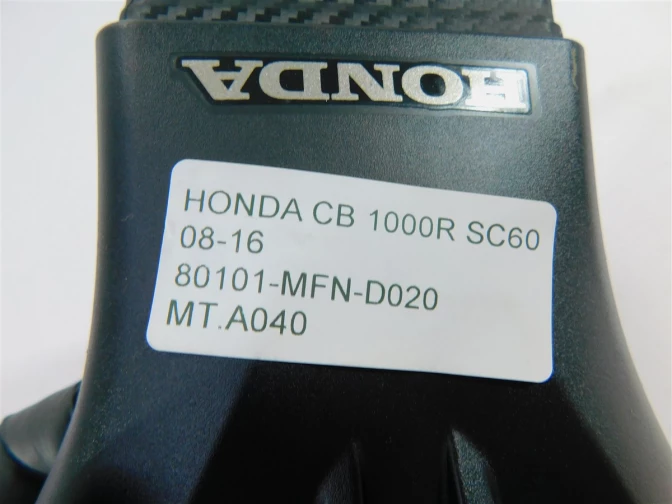 HONDA
HONDA CB 1000R SC60
08-16
80101-MFN-D020
MT.A040